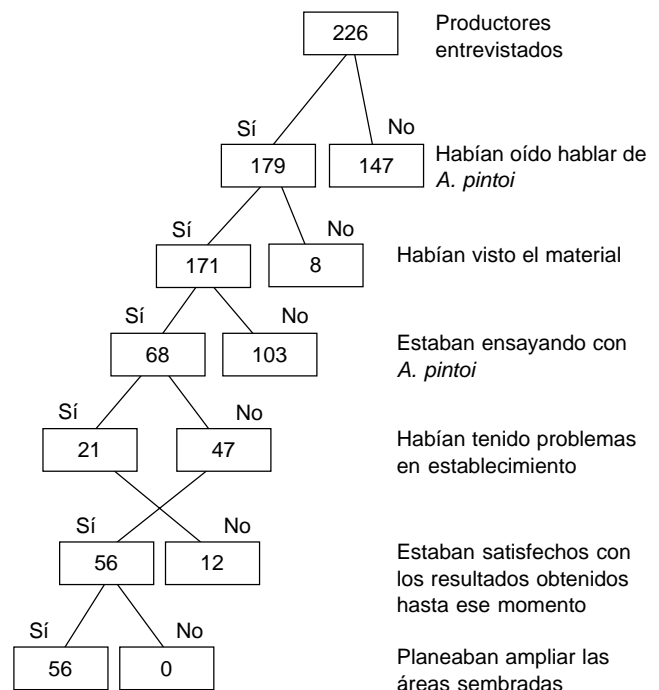 226
Productores
entrevistados
Sí
No
179
147
Habían oído hablar de
A. pintoi
Sí
No
171
8
Habían visto el material
Sí
No
68
103
Estaban ensayando con
A. pintoi
Sí
No
21
47
Habían tenido problemas
en establecimiento
Sí
No
56
12
Estaban satisfechos con
los resultados obtenidos
hasta ese momento
Sí
No
56
0
Planeaban ampliar las
áreas sembradas